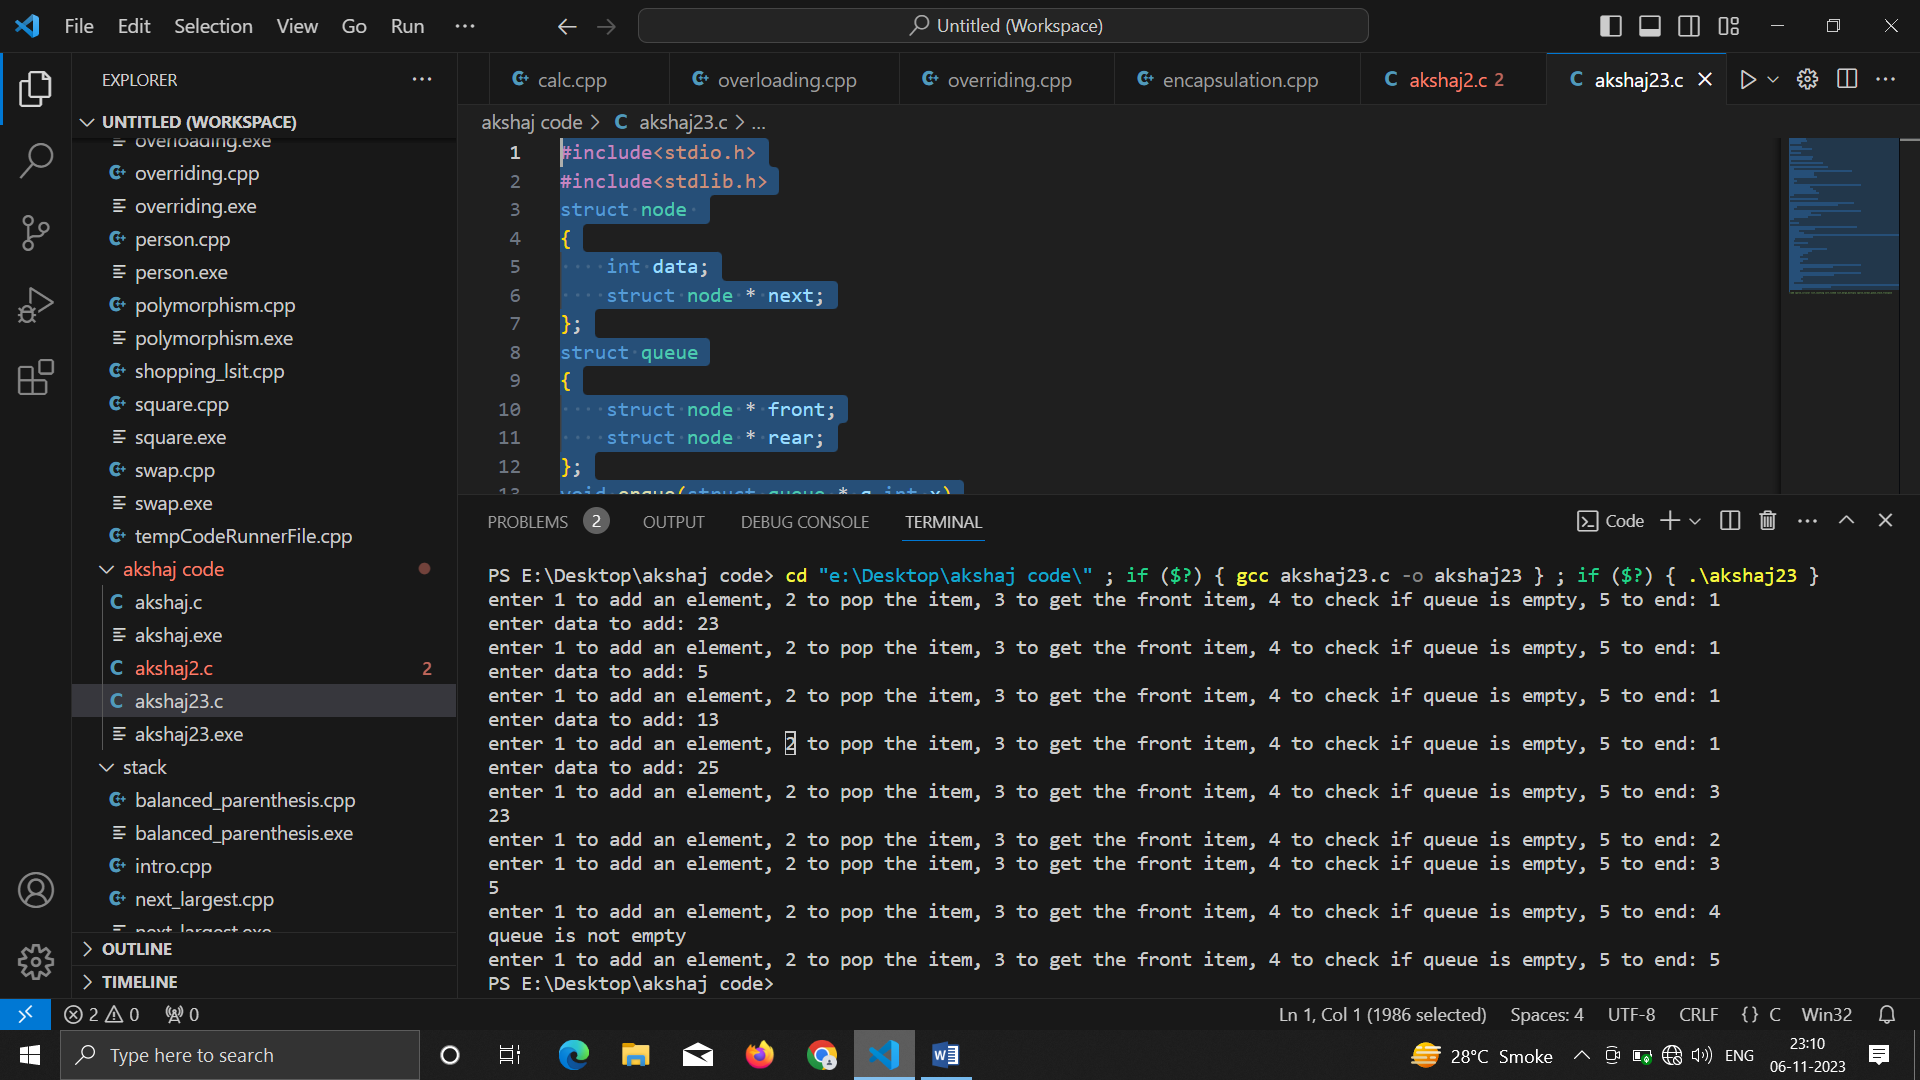 File Edit Selection View Go Run ···
Untitled (Workspace)
EXPLORER
UNTITLED (WORKSPACE)
overloading.exe
overriding.cpp
overriding.exe
person.cpp
person.exe
polymorphism.cpp
polymorphism.exe
shopping_lsit.cpp
square.cpp
square.exe
swap.cpp
swap.exe
tempCodeRunnerFile.cpp
akshaj code
akshaj.c
akshaj.exe
akshaj2.c 2
akshaj23.c
akshaj23.exe
stack
balanced_parenthesis.cpp
balanced_parenthesis.exe
intro.cpp
next_largest.cpp
next_largest.exe
OUTLINE
TIMELINE
calc.cpp overloading.cpp overriding.cpp encapsulation.cpp akshaj2.c 2 akshaj23.c
akshaj code > C akshaj23.c > ...
1 #include<stdio.h>
2 #include<stdlib.h>
3 struct node
4 {
5 int data;
6 struct node * next;
7 };
8 struct queue
9 {
10 struct node * front;
11 struct node * rear;
12 };
13 void enque(struct queue * q,int x)
PROBLEMS 2 OUTPUT DEBUG CONSOLE TERMINAL Code
PS E:\Desktop\akshaj code> cd "e:\Desktop\akshaj code\" ; if ($?) { gcc akshaj23.c -o akshaj23 } ; if ($?) { .\akshaj23 }
enter 1 to add an element, 2 to pop the item, 3 to get the front item, 4 to check if queue is empty, 5 to end: 1
enter data to add: 23
enter 1 to add an element, 2 to pop the item, 3 to get the front item, 4 to check if queue is empty, 5 to end: 1
enter data to add: 5
enter 1 to add an element, 2 to pop the item, 3 to get the front item, 4 to check if queue is empty, 5 to end: 1
enter data to add: 13
enter 1 to add an element, 2 to pop the item, 3 to get the front item, 4 to check if queue is empty, 5 to end: 1
enter data to add: 25
enter 1 to add an element, 2 to pop the item, 3 to get the front item, 4 to check if queue is empty, 5 to end: 3
23
enter 1 to add an element, 2 to pop the item, 3 to get the front item, 4 to check if queue is empty, 5 to end: 2
enter 1 to add an element, 2 to pop the item, 3 to get the front item, 4 to check if queue is empty, 5 to end: 3
5
enter 1 to add an element, 2 to pop the item, 3 to get the front item, 4 to check if queue is empty, 5 to end: 4
queue is not empty
enter 1 to add an element, 2 to pop the item, 3 to get the front item, 4 to check if queue is empty, 5 to end: 5
PS E:\Desktop\akshaj code>
2 0 0 Ln 1, Col 1 (1986 selected) Spaces: 4 UTF-8 CRLF {} C Win32
Type here to search
28°C Smoke ENG
23:10
06-11-2023